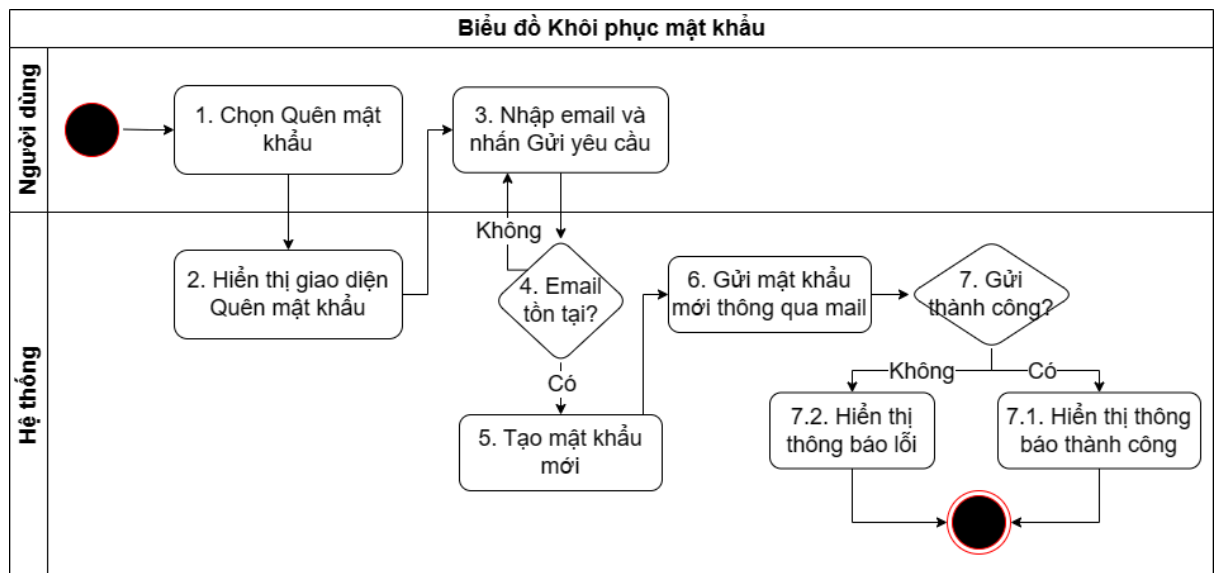 Biểu đồ Khôi phục mật khẩu
Người dùng
1. Chọn Quên mật
khẩu
3. Nhập email và
nhấn Gửi yêu cầu
Hệ thống
Không
2. Hiển thị giao diện
Quên mật khẩu
4. Email
tồn tại?
6. Gửi mật khẩu
mới thông qua mail
7. Gửi
thành công?
Có
Không
Có
5. Tạo mật khẩu
mới
7.2. Hiển thị
thông báo lỗi
7.1. Hiển thị thông
báo thành công